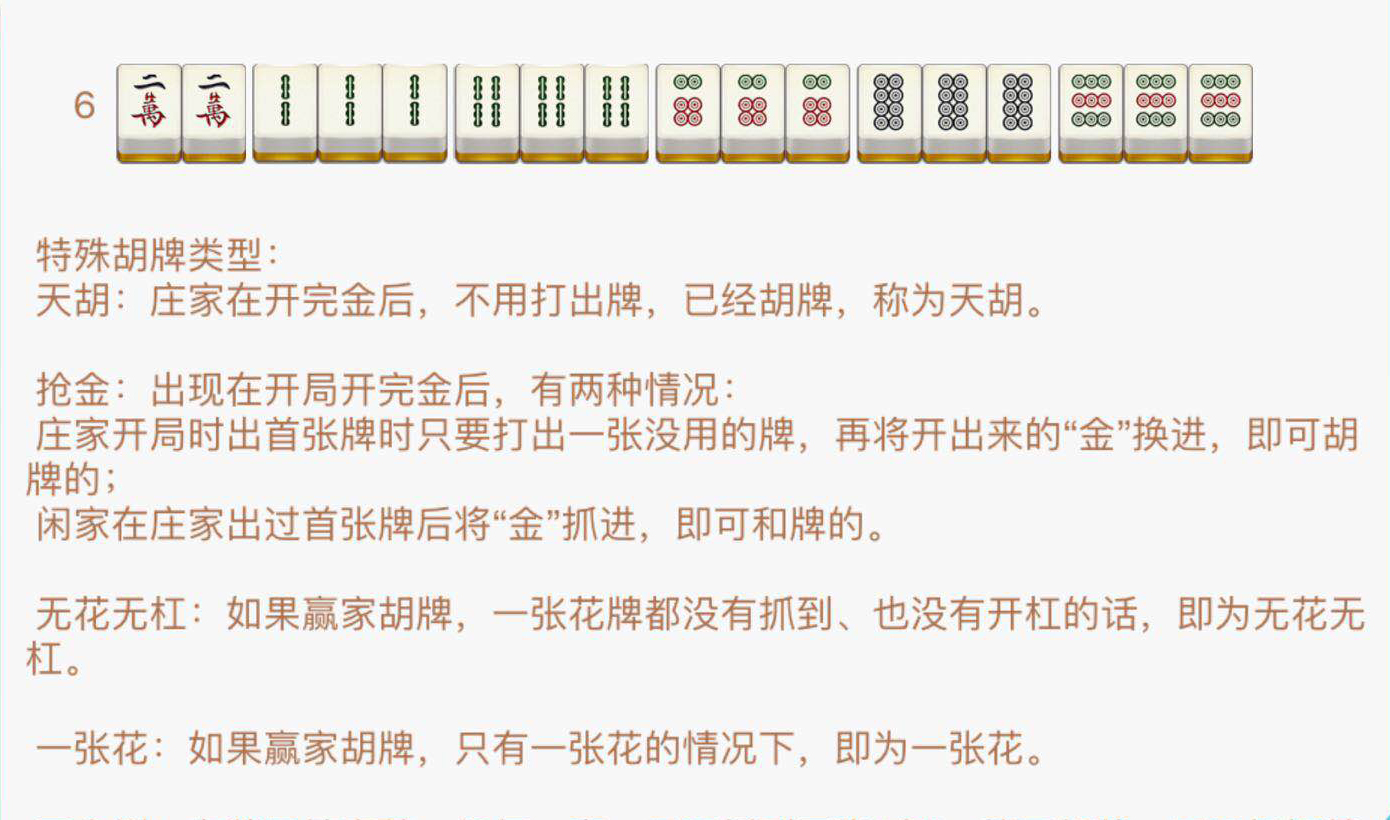 6 二萬 二萬
特殊胡牌类型：
天胡：庄家在开完金后，不用打出牌，已经胡牌，称为天胡。
抢金：出现在开局开完金后，有两种情况：
庄家开局时出首张牌时只要打出一张没用的牌，再将开出来的“金”换进，即可胡
牌的；
闲家在庄家出过首张牌后将“金”抓进，即可和牌的。
无花无杠：如果赢家胡牌，一张花牌都没有抓到、也没有开杠的话，即为无花无
杠。
一张花：如果赢家胡牌，只有一张花的情况下，即为一张花。